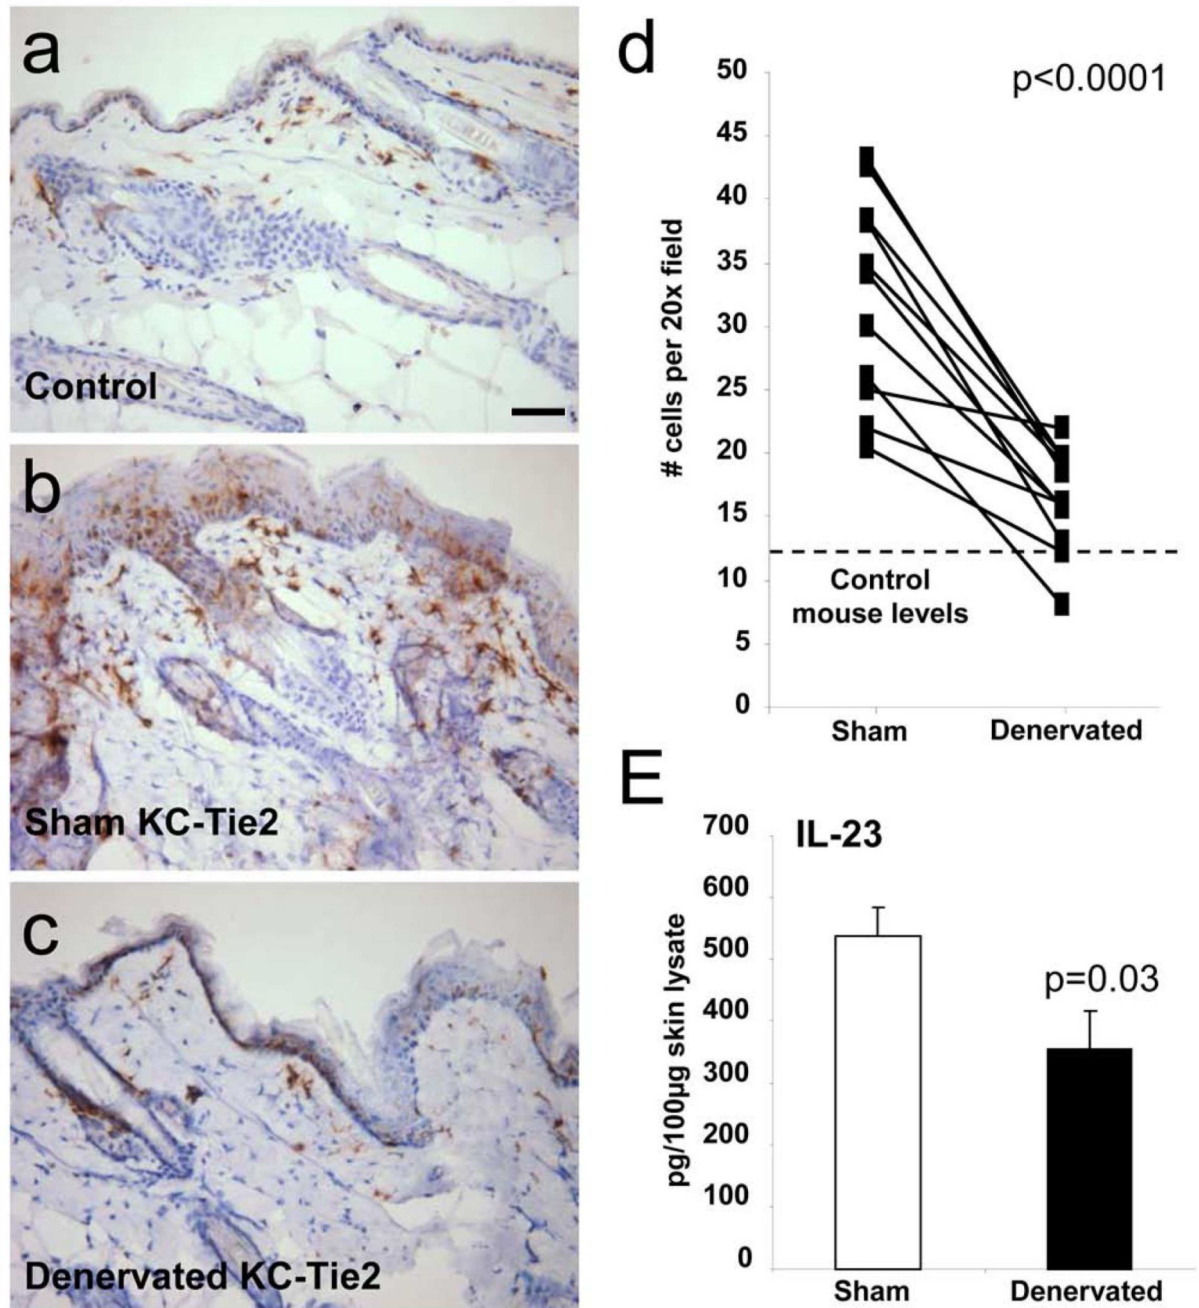 a
Control
b
Sham KC-Tie2
c
Denervated KC-Tie2
d
p<0.0001
# cells per 20x field
50
45
40
35
30
25
20
15
10
5
0
Control
mouse levels
Sham
Denervated
E
IL-23
p=0.03
pg/100µg skin lysate
700
600
500
400
300
200
100
0
Sham
Denervated